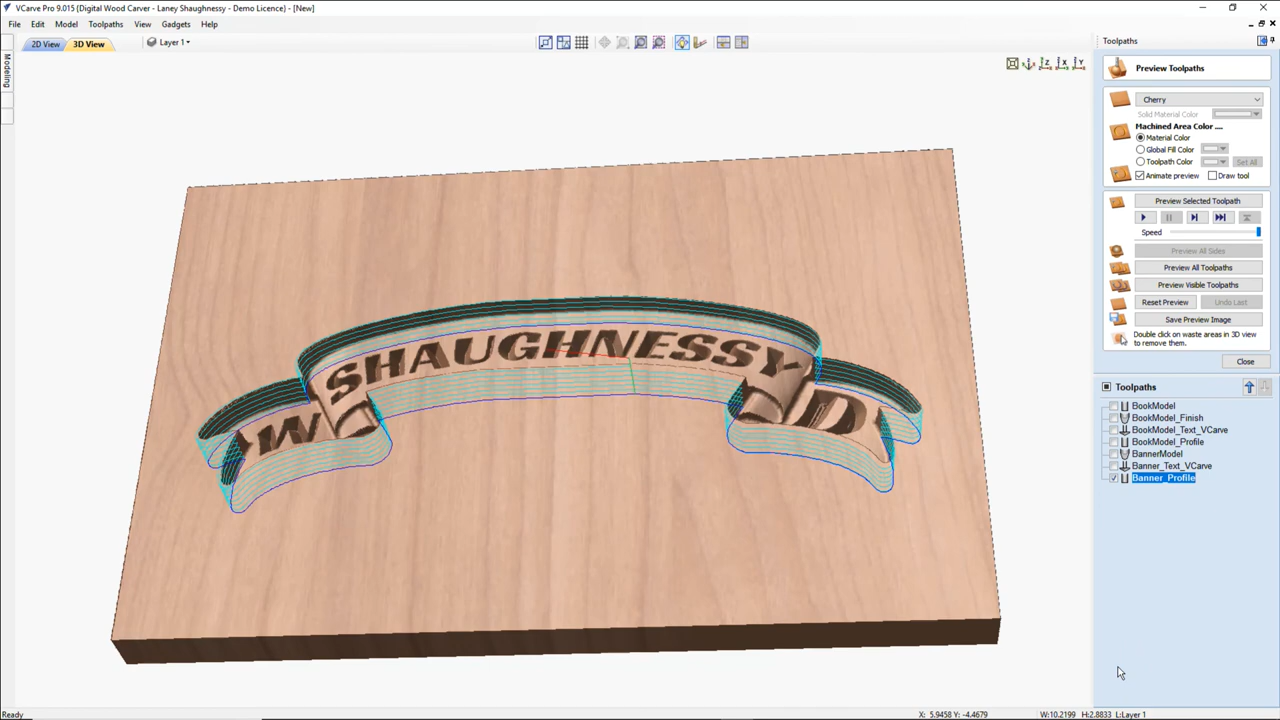 VCarve Pro 9.015 {Digital Wood Carver - Laney Shaughnessy - Demo Licence} - [New]
File Edit Model Toolpaths View Gadgets Help
2D View 3D View Layer 1
Modeling
SHAUGHNESSY
W D
Toolpaths
Preview Toolpaths
Cherry
Solid Material Color
Machined Area Color ....
Material Color
Global Fill Color
Toolpath Color Set All
Animate preview Draw tool
Preview Selected Toolpath
Speed
Preview All Sides
Preview All Toolpaths
Preview Visible Toolpaths
Reset Preview Undo Last
Save Preview Image
Double click on waste areas in 3D view
to remove them.
Close
Toolpaths
BookModel
BookModel_Finish
BookModel_Text_VCarve
BookModel_Profile
BannerModel
Banner_Text_VCarve
Banner_Profile
Ready X: 5.9458 Y: -4.4679 W:10.2199 H:2.8833 L:Layer 1